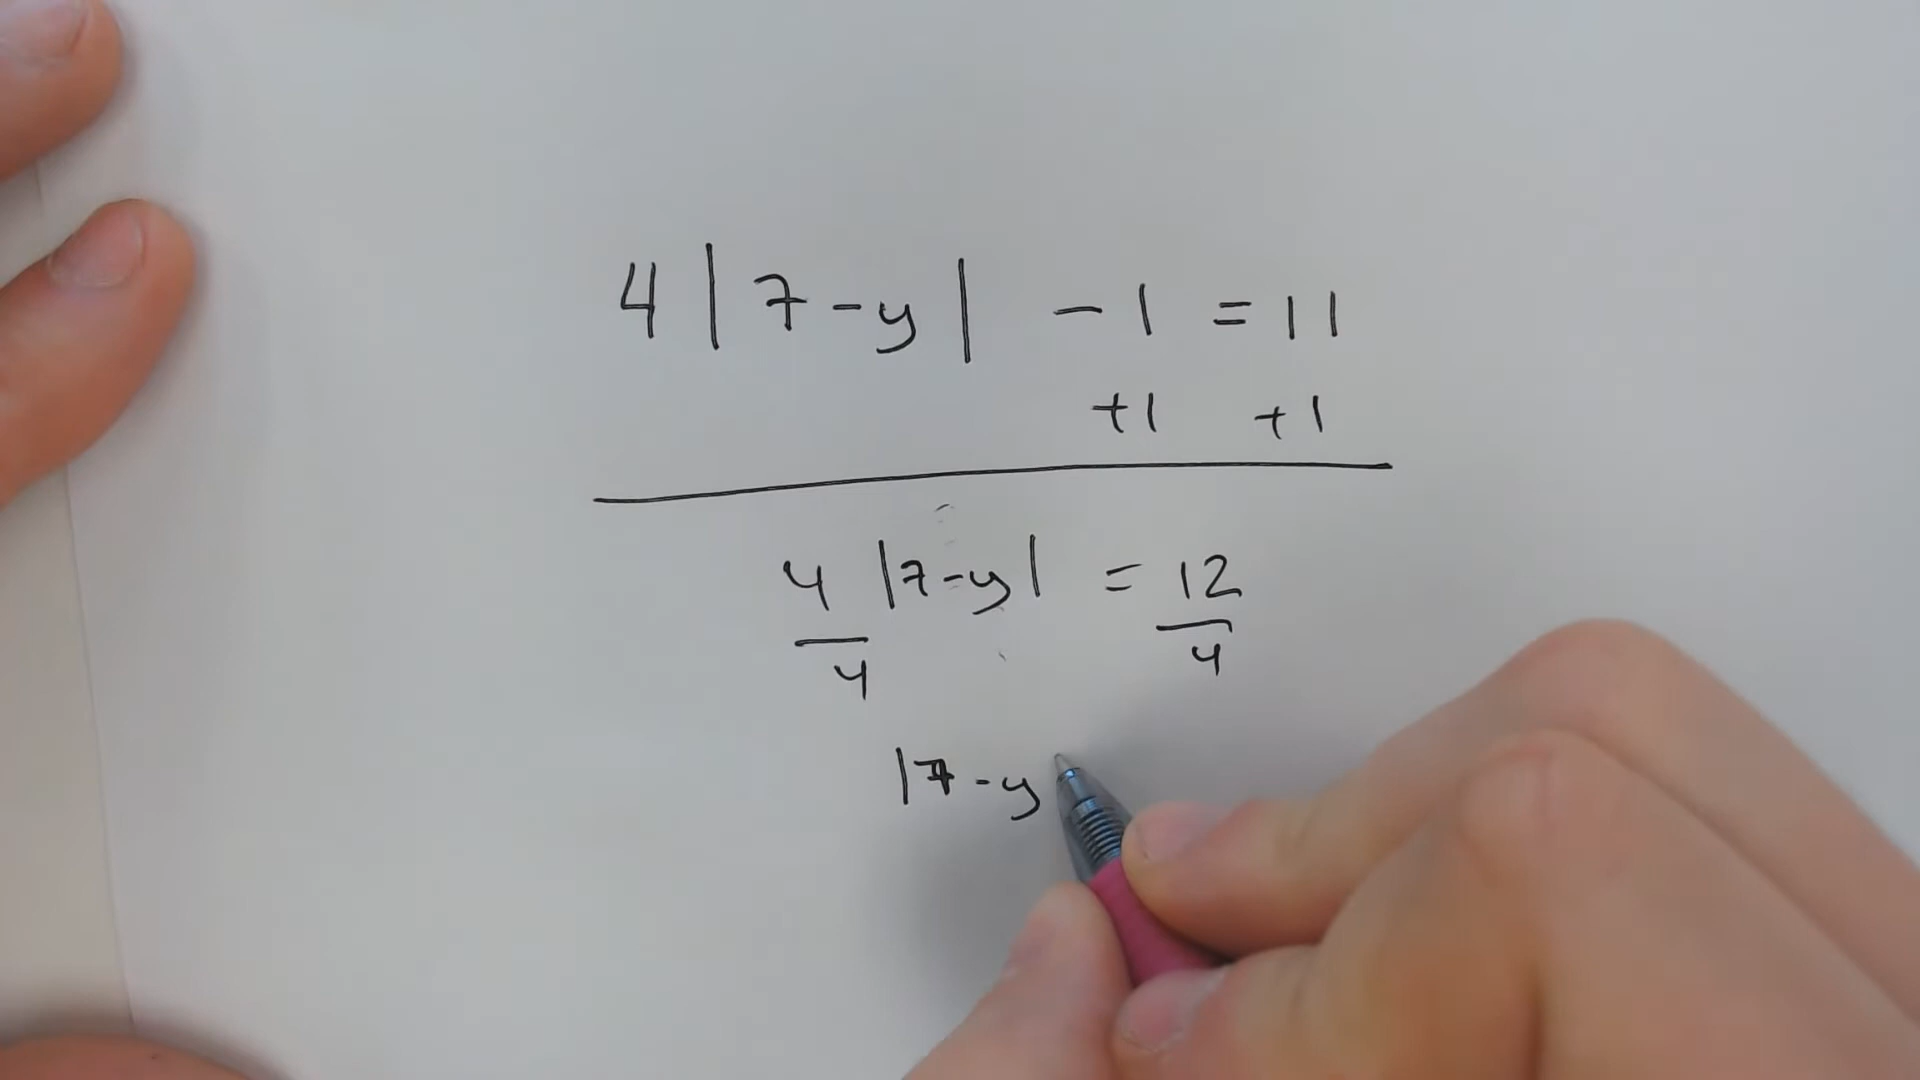 4 | 7 - y | - 1 = 11
+1 +1
4 |7-y| = 12
4 4
|7-y